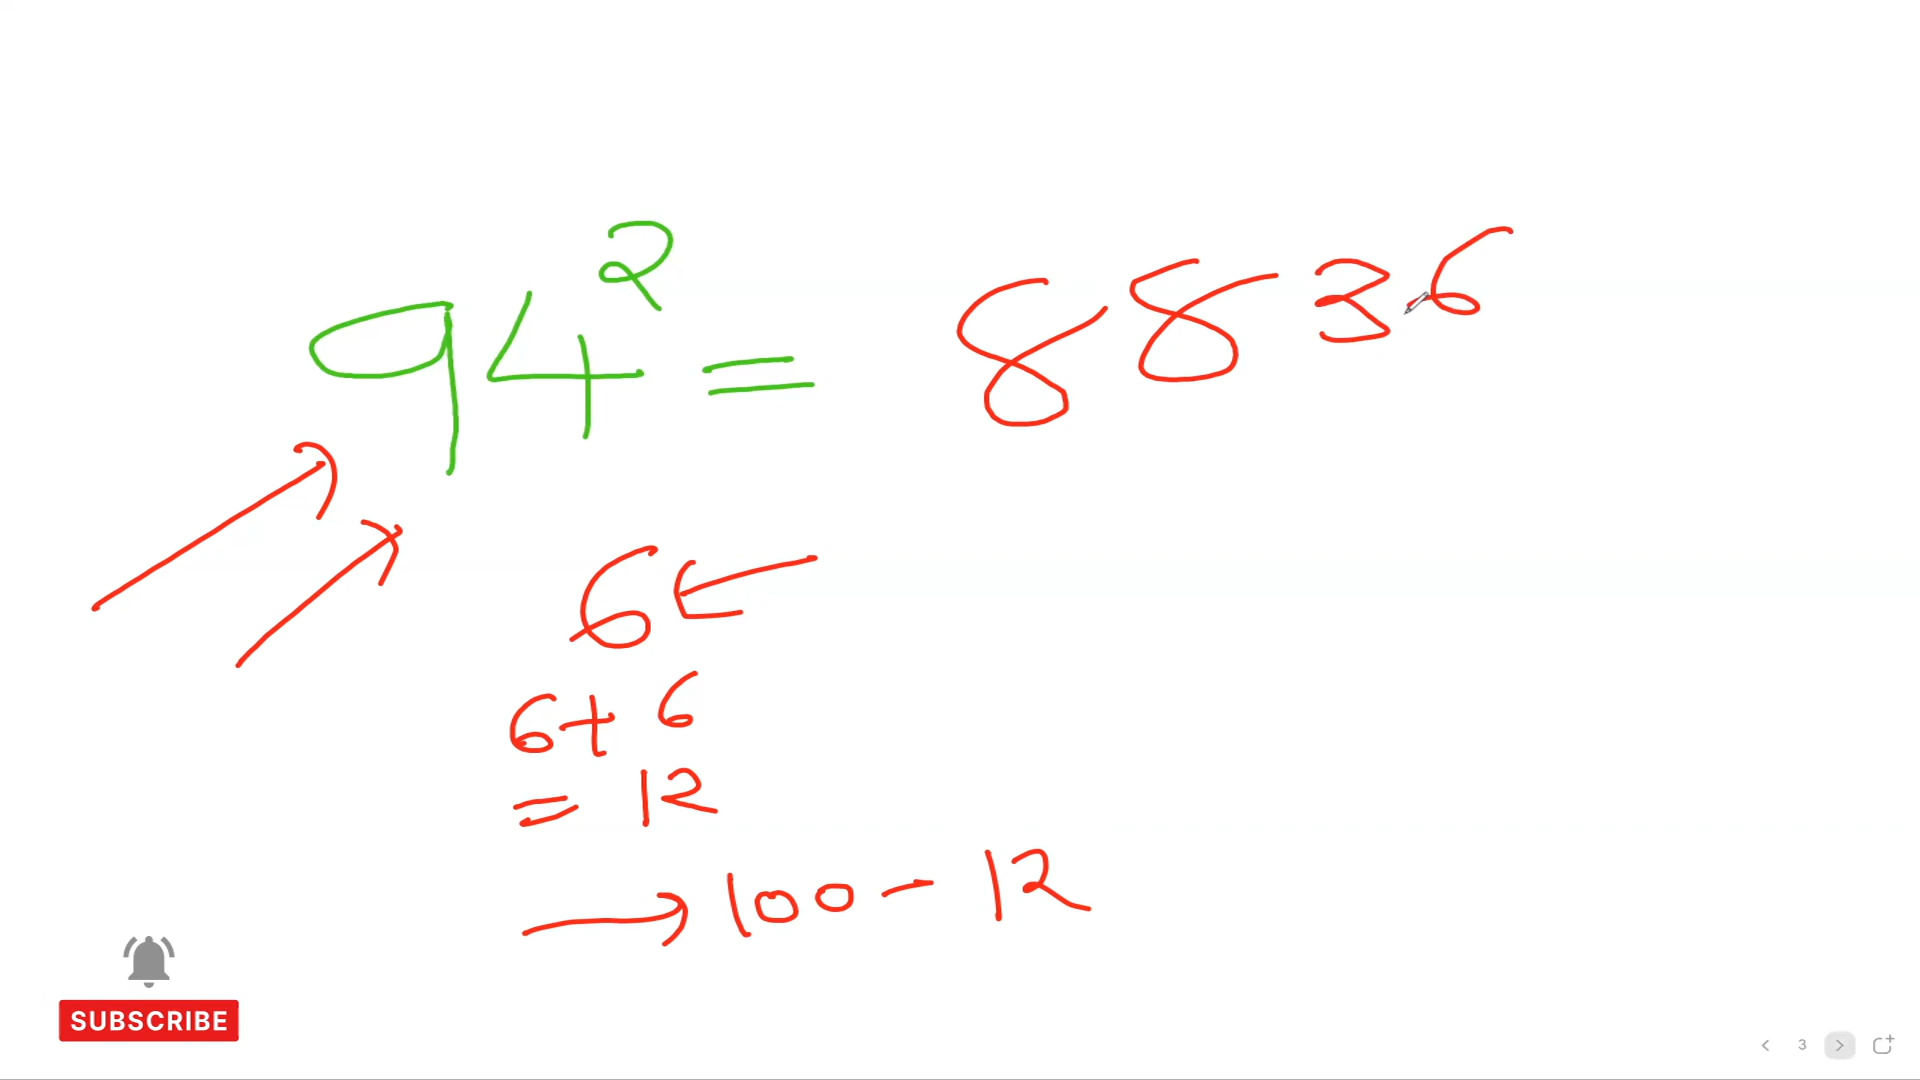 94² = 8836
6 ←
6 + 6
= 12
→ 100 - 12
SUBSCRIBE
3